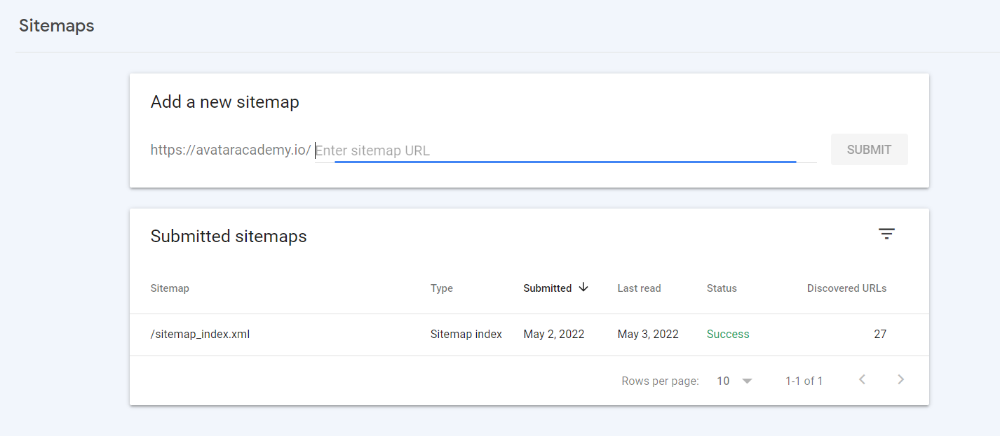 Sitemaps
Add a new sitemap
https://avataracademy.io/ Enter sitemap URL SUBMIT
Submitted sitemaps
Sitemap Type Submitted Last read Status Discovered URLs
/sitemap_index.xml Sitemap index May 2, 2022 May 3, 2022 Success 27
Rows per page: 10 1-1 of 1